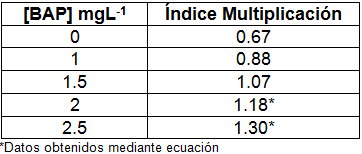 [BAP] mgL-1 Índice Multiplicación
0 0.67
1 0.88
1.5 1.07
2 1.18*
2.5 1.30*
*Datos obtenidos mediante ecuación